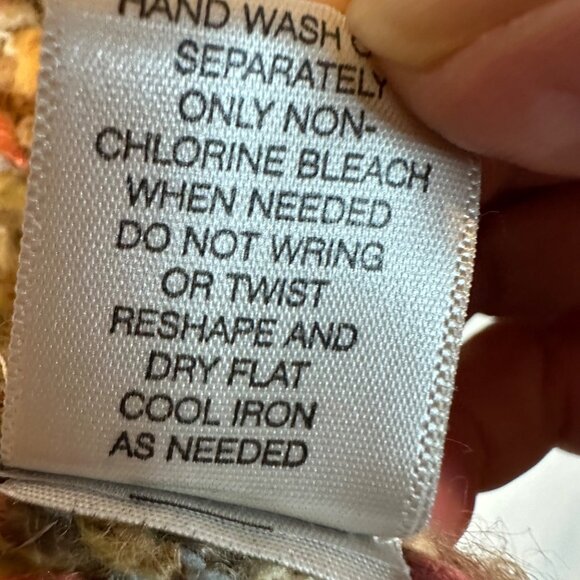 HAND WASH
SEPARATELY
ONLY NON-
CHLORINE BLEACH
WHEN NEEDED
DO NOT WRING
OR TWIST
RESHAPE AND
DRY FLAT
COOL IRON
AS NEEDED